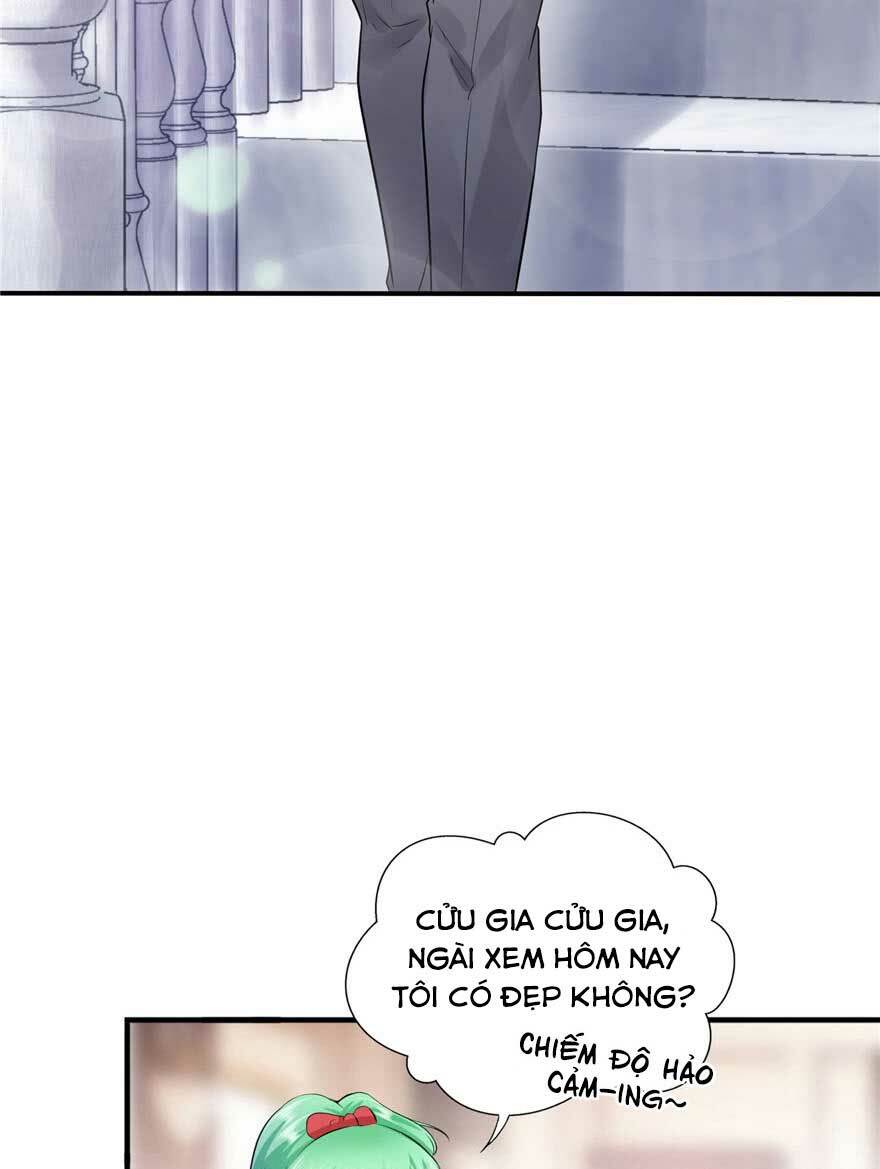 CỬU GIA CỬU GIA,
NGÀI XEM HÔM NAY
TÔI CÓ ĐẸP KHÔNG?
CHIẾM ĐỘ HẢO
CẢM-ING~